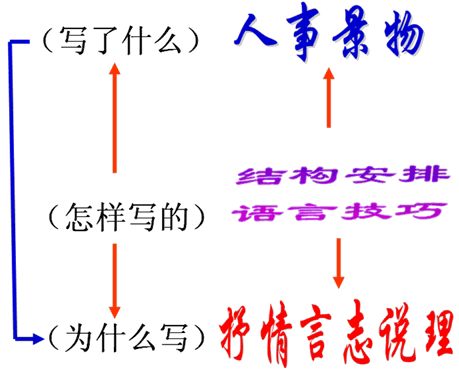 （写了什么）人事景物
结构安排
（怎样写的）语言技巧
（为什么写）抒情言志说理